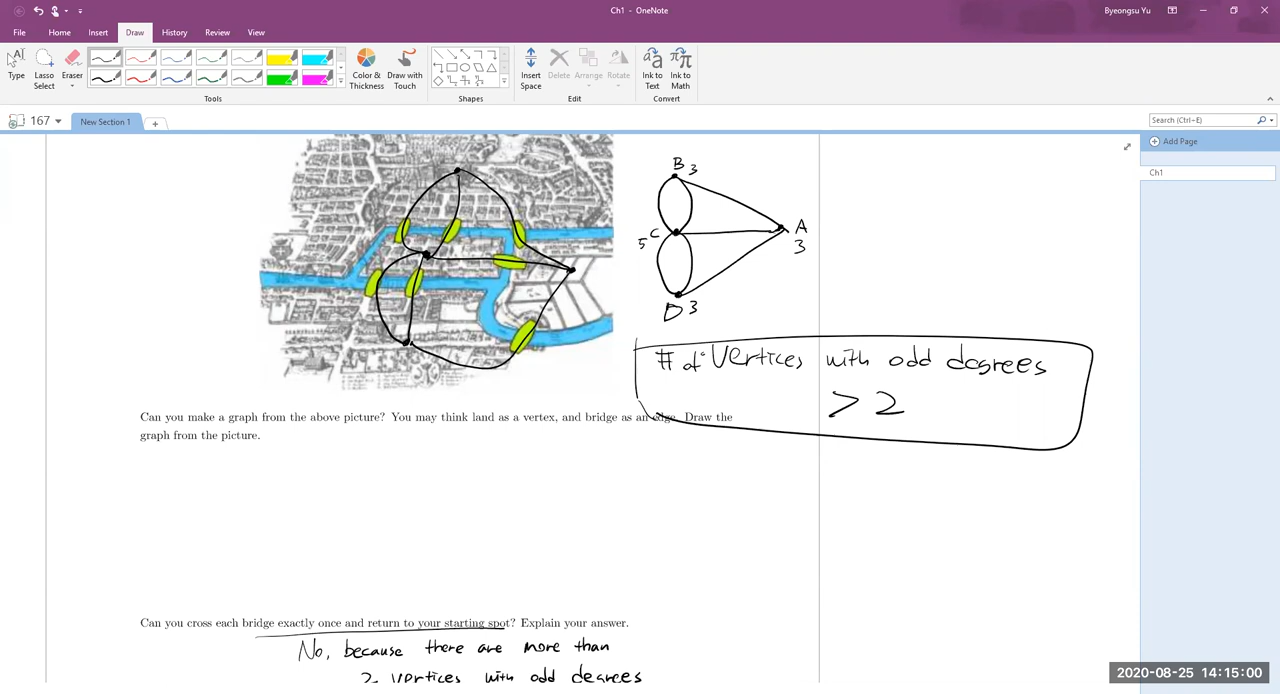 Ch1 - OneNote
Byeongsu Yu
File Home Insert Draw History Review View
Type
Lasso Select
Eraser
Color & Thickness
Draw with Touch
Insert Space
Delete
Arrange
Rotate
Ink to Text
Ink to Math
Tools
Shapes
Edit
Convert
167
New Section 1
Search (Ctrl+E)
Add Page
Ch1
B 3
C
5
A
3
D 3
# of Vertices with odd degrees
> 2
Can you make a graph from the above picture? You may think land as a vertex, and bridge as an edge. Draw the
graph from the picture.
Can you cross each bridge exactly once and return to your starting spot? Explain your answer.
No, because there are more than
2 vertices with odd degrees
2020-08-25 14:15:00